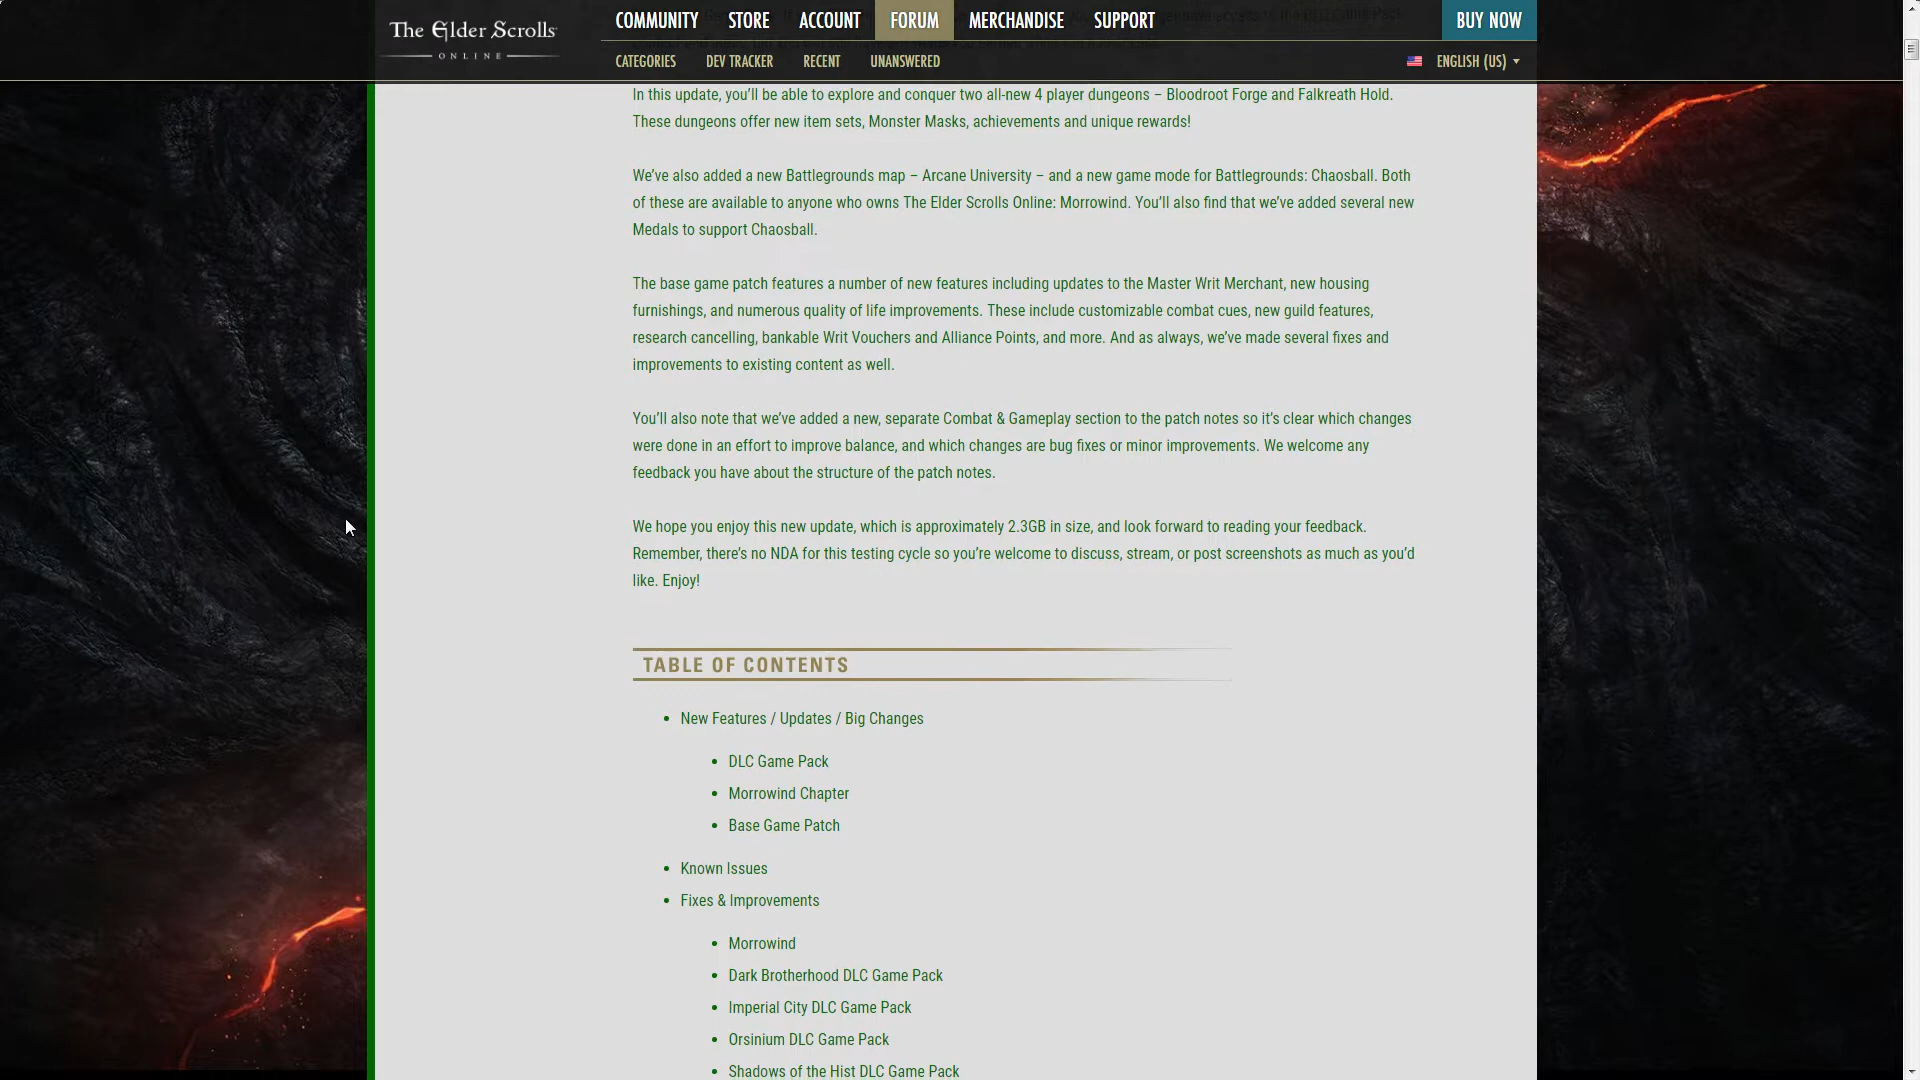 The Elder Scrolls
ONLINE
COMMUNITY STORE ACCOUNT FORUM MERCHANDISE SUPPORT BUY NOW
CATEGORIES DEV TRACKER RECENT UNANSWERED ENGLISH (US)
In this update, you’ll be able to explore and conquer two all-new 4 player dungeons – Bloodroot Forge and Falkreath Hold.
These dungeons offer new item sets, Monster Masks, achievements and unique rewards!
We’ve also added a new Battlegrounds map – Arcane University – and a new game mode for Battlegrounds: Chaosball. Both
of these are available to anyone who owns The Elder Scrolls Online: Morrowind. You’ll also find that we’ve added several new
Medals to support Chaosball.
The base game patch features a number of new features including updates to the Master Writ Merchant, new housing
furnishings, and numerous quality of life improvements. These include customizable combat cues, new guild features,
research cancelling, bankable Writ Vouchers and Alliance Points, and more. And as always, we’ve made several fixes and
improvements to existing content as well.
You’ll also note that we’ve added a new, separate Combat & Gameplay section to the patch notes so it’s clear which changes
were done in an effort to improve balance, and which changes are bug fixes or minor improvements. We welcome any
feedback you have about the structure of the patch notes.
We hope you enjoy this new update, which is approximately 2.3GB in size, and look forward to reading your feedback.
Remember, there’s no NDA for this testing cycle so you’re welcome to discuss, stream, or post screenshots as much as you’d
like. Enjoy!
TABLE OF CONTENTS
• New Features / Updates / Big Changes
• DLC Game Pack
• Morrowind Chapter
• Base Game Patch
• Known Issues
• Fixes & Improvements
• Morrowind
• Dark Brotherhood DLC Game Pack
• Imperial City DLC Game Pack
• Orsinium DLC Game Pack
• Shadows of the Hist DLC Game Pack